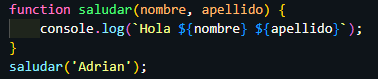 function saludar(nombre, apellido) {
    console.log(`Hola ${nombre} ${apellido}`);
}
saludar('Adrian');